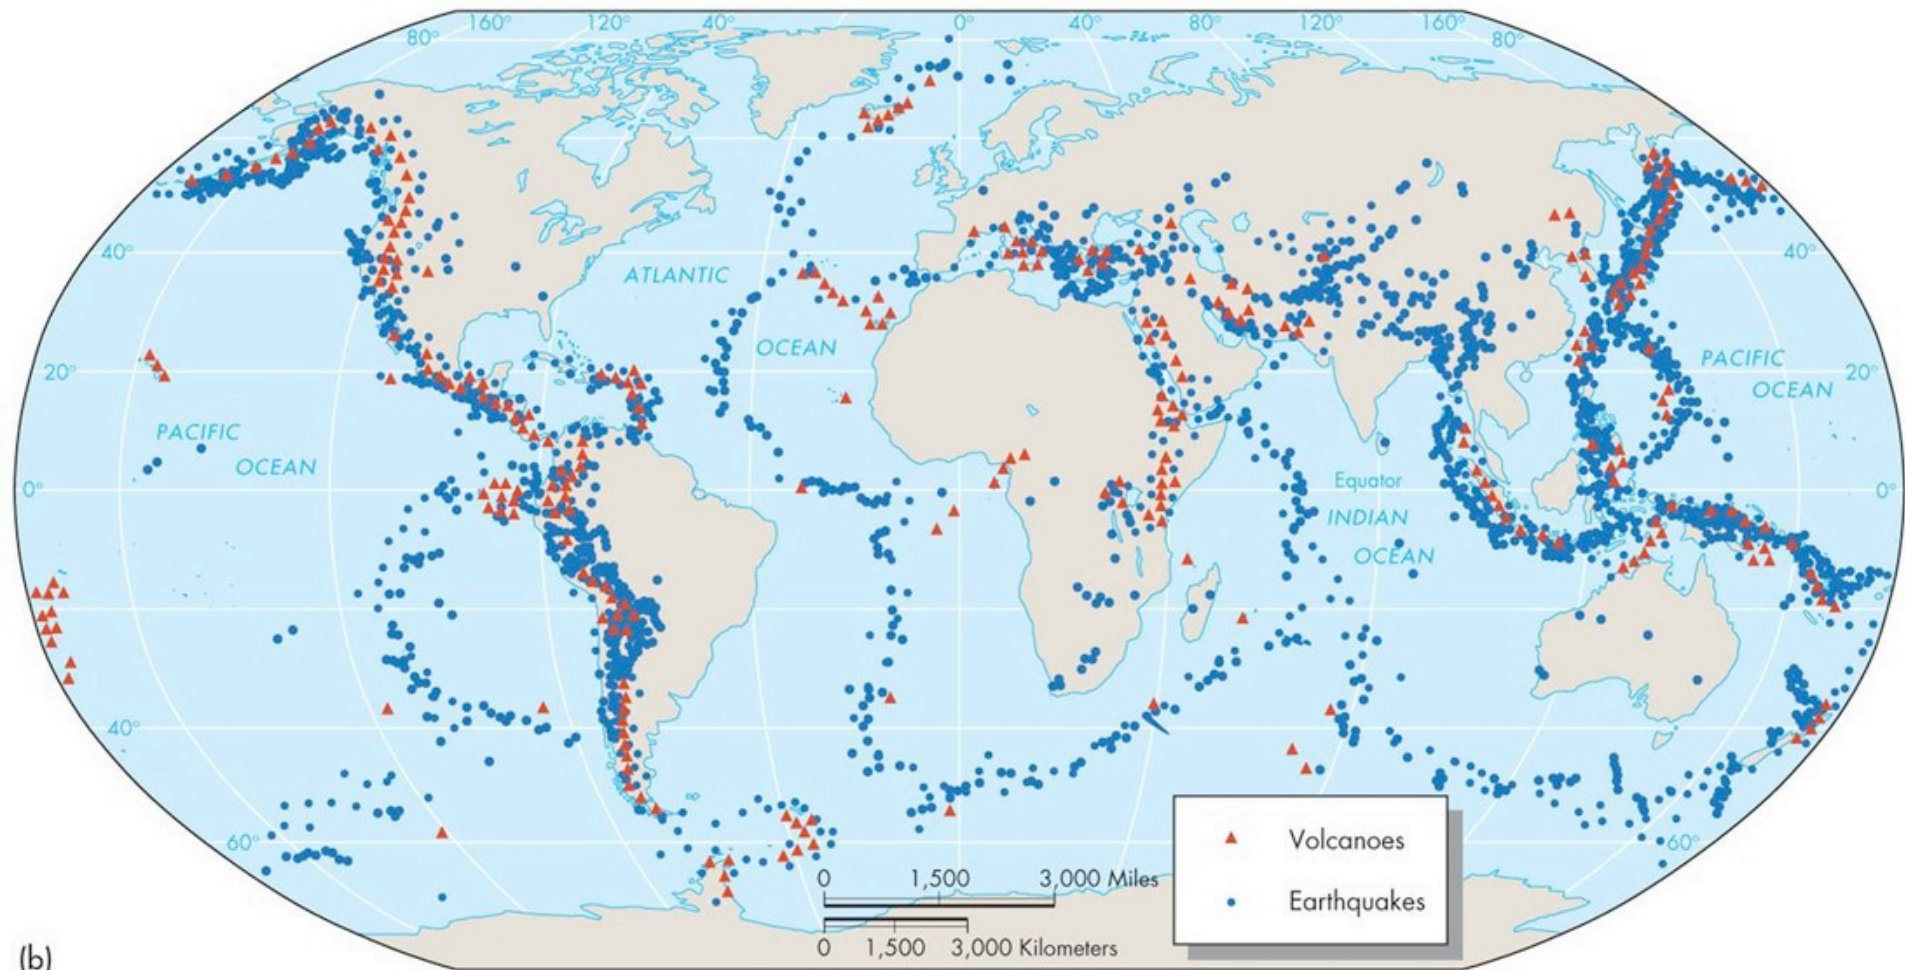 160° 120° 40° 0° 40° 80° 120° 160°
80° 80°
40° ATLANTIC 40°
OCEAN PACIFIC
20° OCEAN 20°
PACIFIC
OCEAN
0° Equator 0°
INDIAN
OCEAN
40° 40°
60° 60°
Volcanoes
Earthquakes
0 1,500 3,000 Miles
0 1,500 3,000 Kilometers
(b)